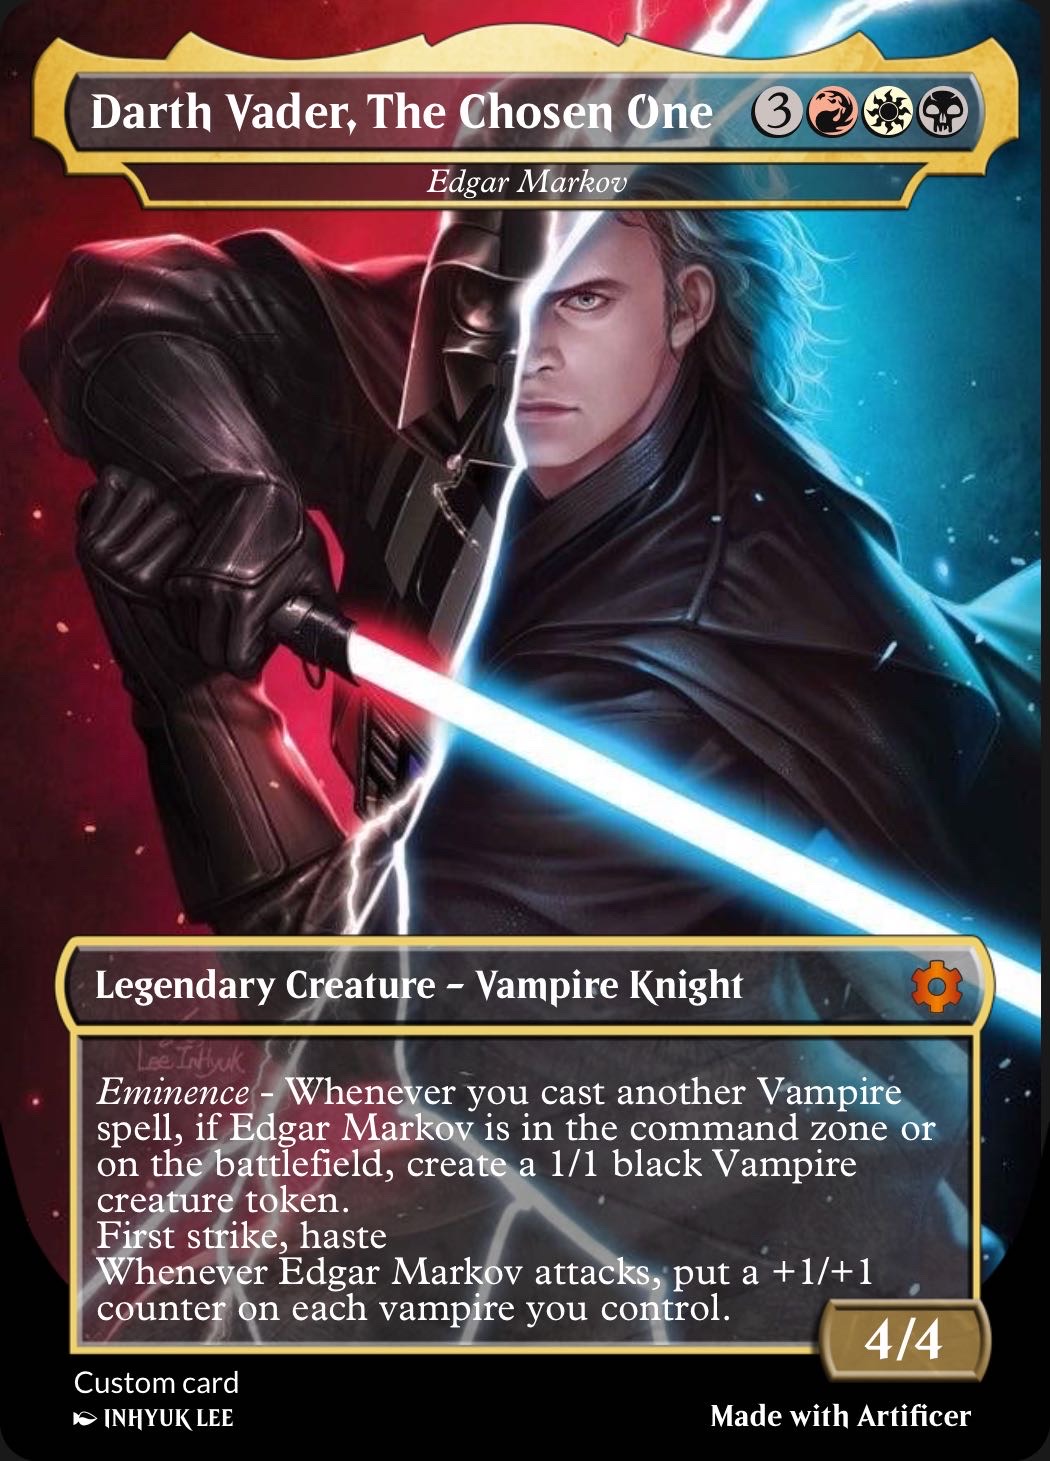 Darth Vader, The Chosen One 3
Edgar Markov
Legendary Creature – Vampire Knight
Lee InHyuk
Eminence - Whenever you cast another Vampire
spell, if Edgar Markov is in the command zone or
on the battlefield, create a 1/1 black Vampire
creature token.
First strike, haste
Whenever Edgar Markov attacks, put a +1/+1
counter on each vampire you control.
4/4
Custom card
INHYUK LEE
Made with Artificer